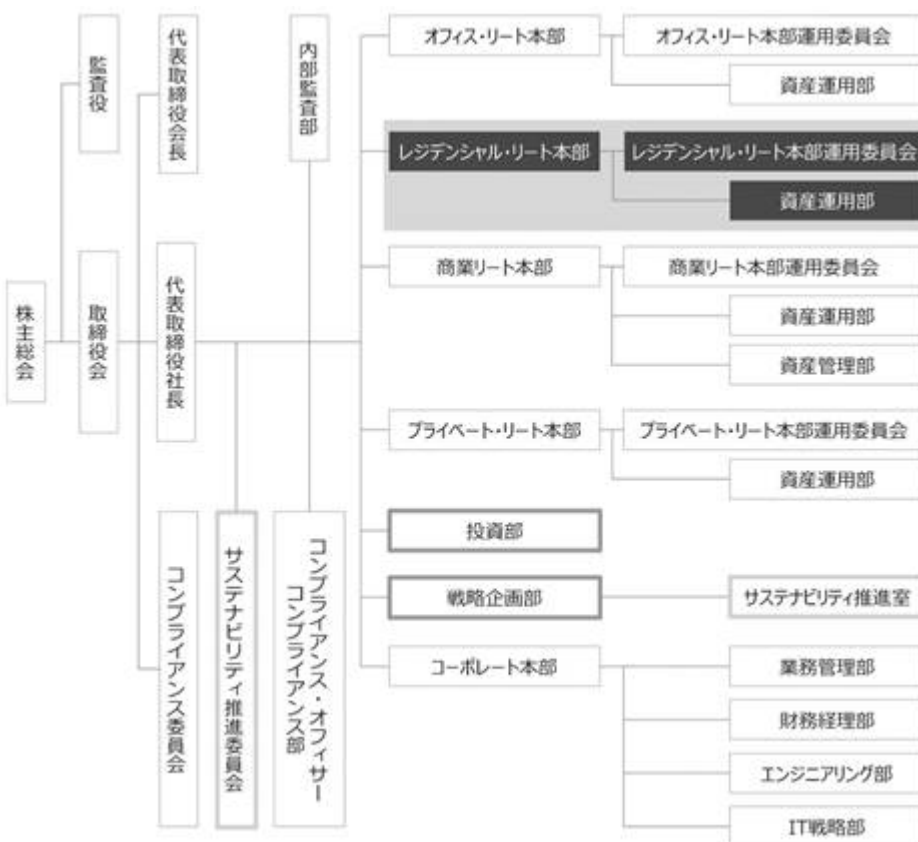 株主総会
監査役
取締役会
代表取締役会長
代表取締役社長
コンプライアンス委員会
サステナビリティ推進委員会
内部監査部
コンプライアンス・オフィサー
コンプライアンス部
オフィス・リート本部
オフィス・リート本部運用委員会
資産運用部
レジデンシャル・リート本部
レジデンシャル・リート本部運用委員会
資産運用部
商業リート本部
商業リート本部運用委員会
資産運用部
資産管理部
プライベート・リート本部
プライベート・リート本部運用委員会
資産運用部
投資部
戦略企画部
サステナビリティ推進室
コーポレート本部
業務管理部
財務経理部
エンジニアリング部
IT戦略部